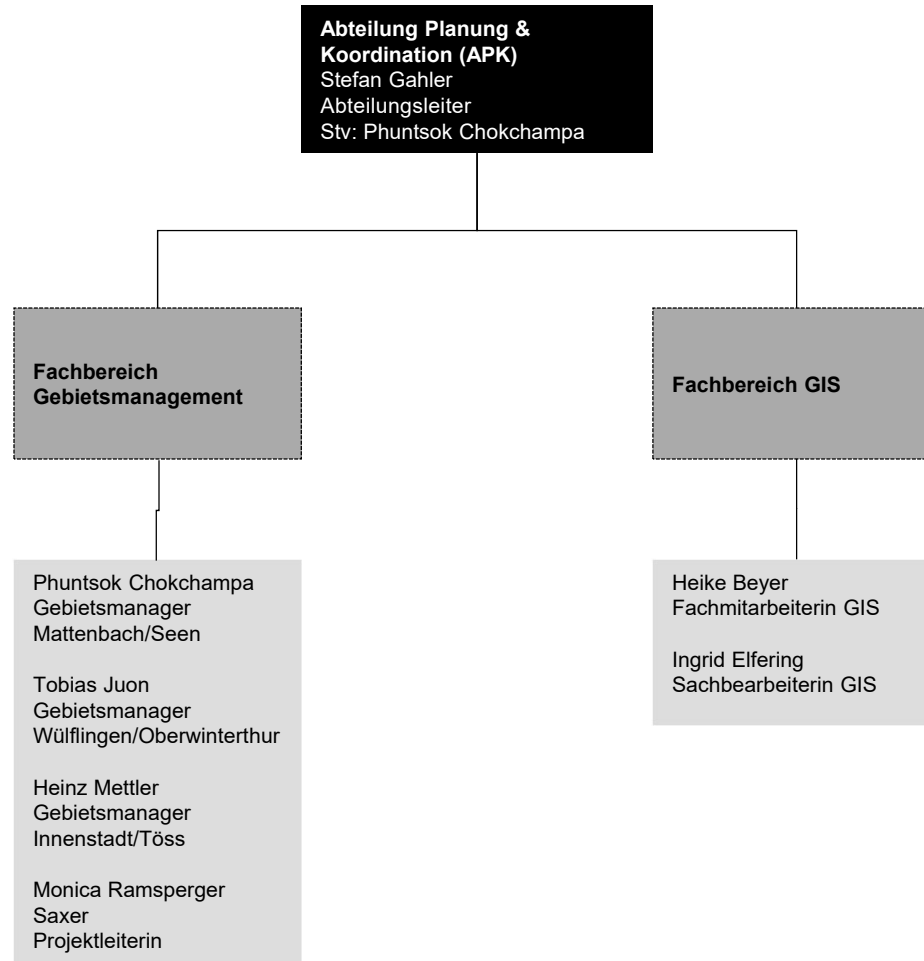 Abteilung Planung &
Koordination (APK)
Stefan Gahler
Abteilungsleiter
Stv: Phuntsok Chokchampa
Fachbereich
Gebietsmanagement
Fachbereich GIS
Phuntsok Chokchampa
Gebietsmanager
Mattenbach/Seen
Tobias Juon
Gebietsmanager
Wülflingen/Oberwinterthur
Heinz Mettler
Gebietsmanager
Innenstadt/Töss
Monica Ramsperger
Saxer
Projektleiterin
Heike Beyer
Fachmitarbeiterin GIS
Ingrid Elfering
Sachbearbeiterin GIS